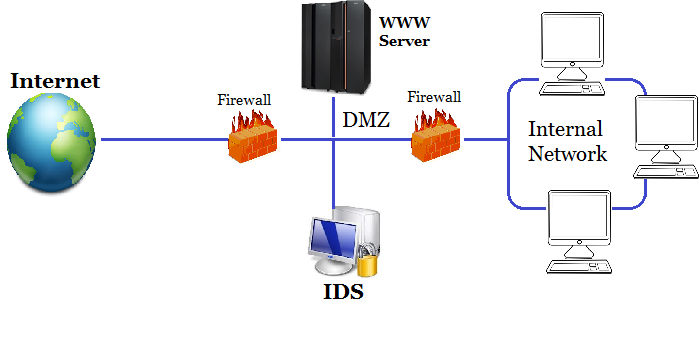 WWW
Server
Internet
Firewall
Firewall
DMZ
Internal
Network
IDS